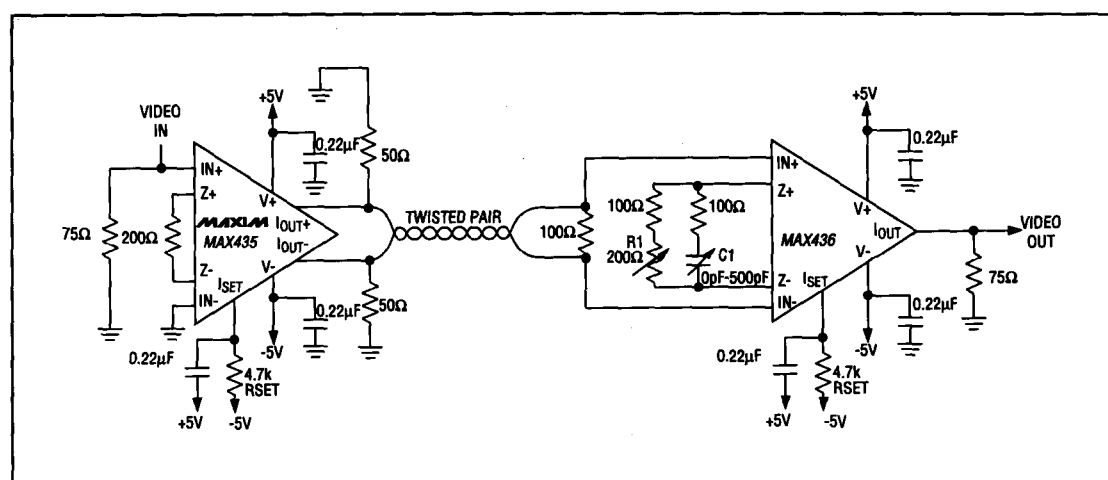 VIDEO
IN
+5V
0.22µF
50Ω
IN+
Z+
V+
MAXIM
MAX435
IOUT+
IOUT-
V-
Z-
ISET
IN-
75Ω
200Ω
TWISTED PAIR
0.22µF
50Ω
-5V
0.22µF
4.7k
RSET
+5V
-5V
100Ω
100Ω
R1
200Ω
100Ω
C1
0pF-500pF
+5V
0.22µF
IN+
Z+
V+
MAX436
IOUT
V-
Z-
ISET
IN-
VIDEO
OUT
75Ω
0.22µF
-5V
0.22µF
4.7k
RSET
+5V
-5V